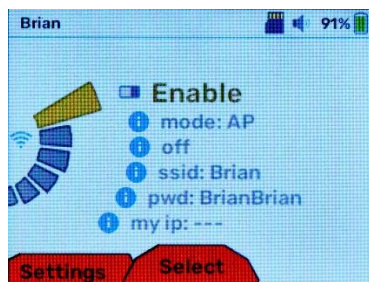 Brian 91%
Enable
mode: AP
off
ssid: Brian
pwd: BrianBrian
my ip: ---
Settings Select